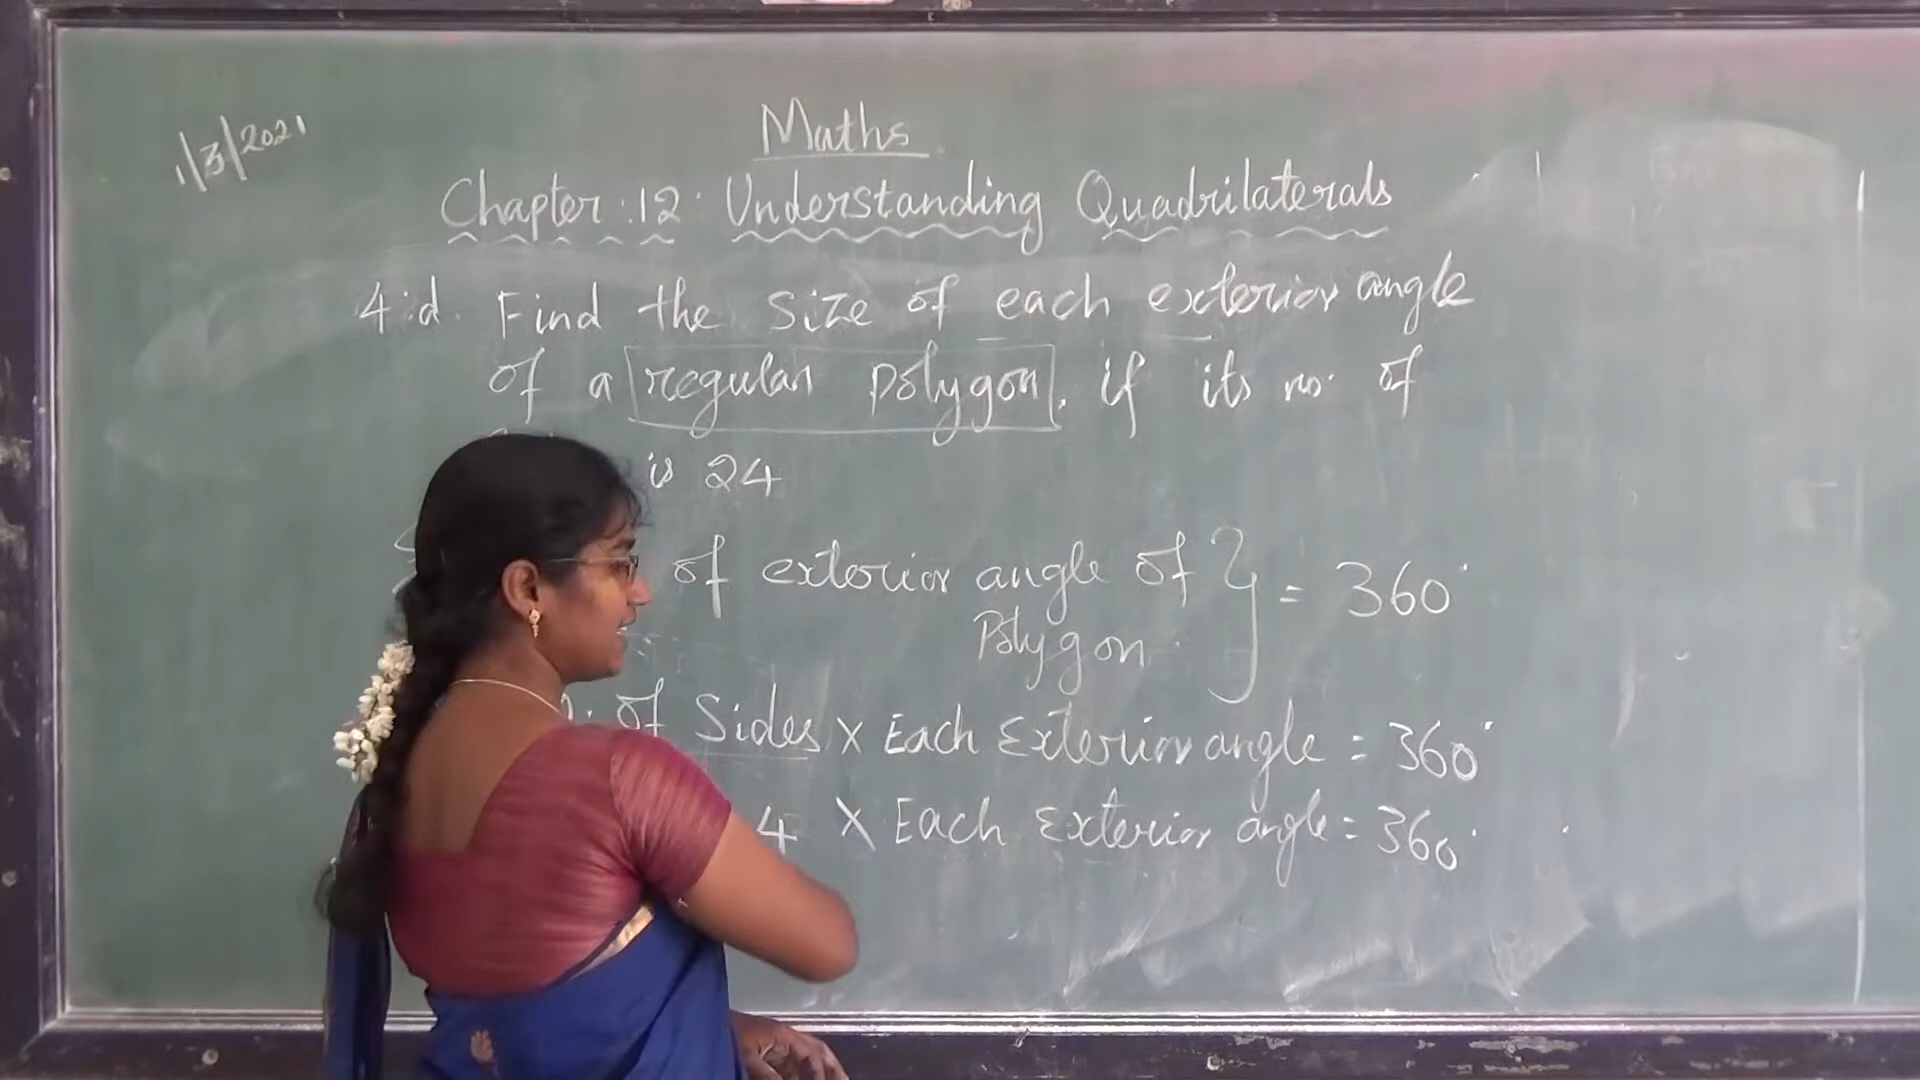 1/3/2021
Maths
Chapter:12: Understanding Quadrilaterals
4.d. Find the size of each exterior angle
of a regular polygon, if its no. of
is 24
of exterior angle of } = 360°
Polygon.
of Sides x Each Exterior angle = 360°
4 x Each Exterior angle = 360°